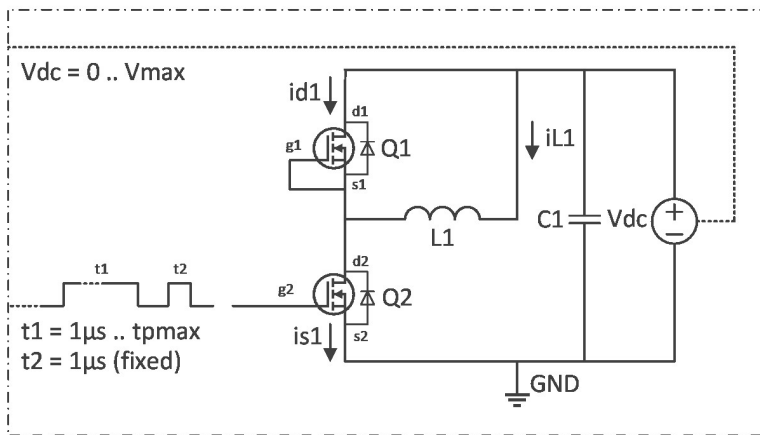 Vdc = 0 .. Vmax
id1
d1
g1
Q1
s1
iL1
L1
C1
Vdc
+
−
t1
t2
g2
d2
Q2
s2
is1
t1 = 1µs .. tpmax
t2 = 1µs (fixed)
GND